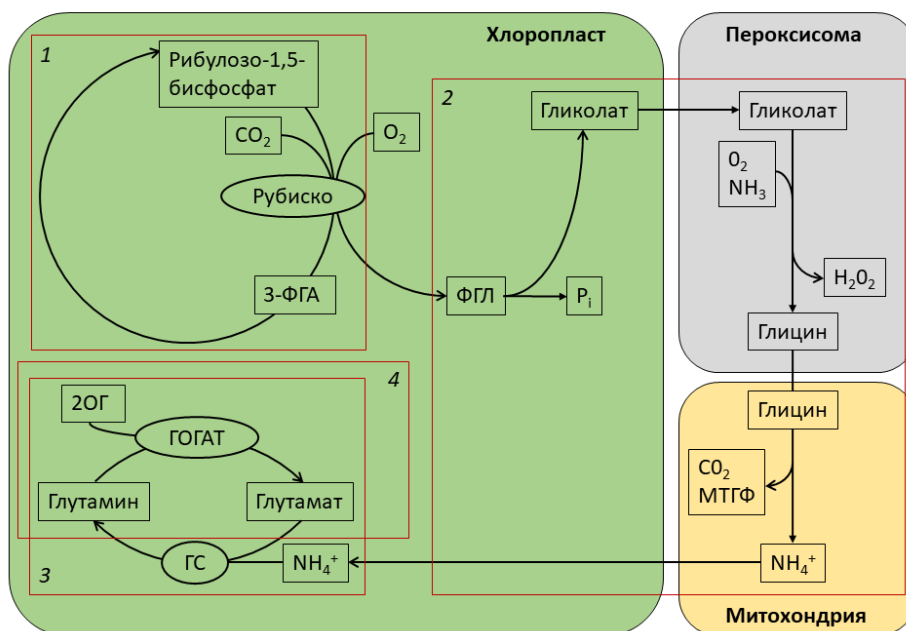 Хлоропласт
Пероксисома
1
Рибулозо-1,5-
бисфосфат
CO₂
O₂
Рубиско
3-ФГА
2
Гликолат
ФГЛ
Pᵢ
Гликолат
0₂
NH₃
H₂0₂
Глицин
4
2ОГ
ГОГАТ
Глутамин
Глутамат
ГС
NH₄⁺
3
Глицин
C0₂
МТГФ
NH₄⁺
Митохондрия